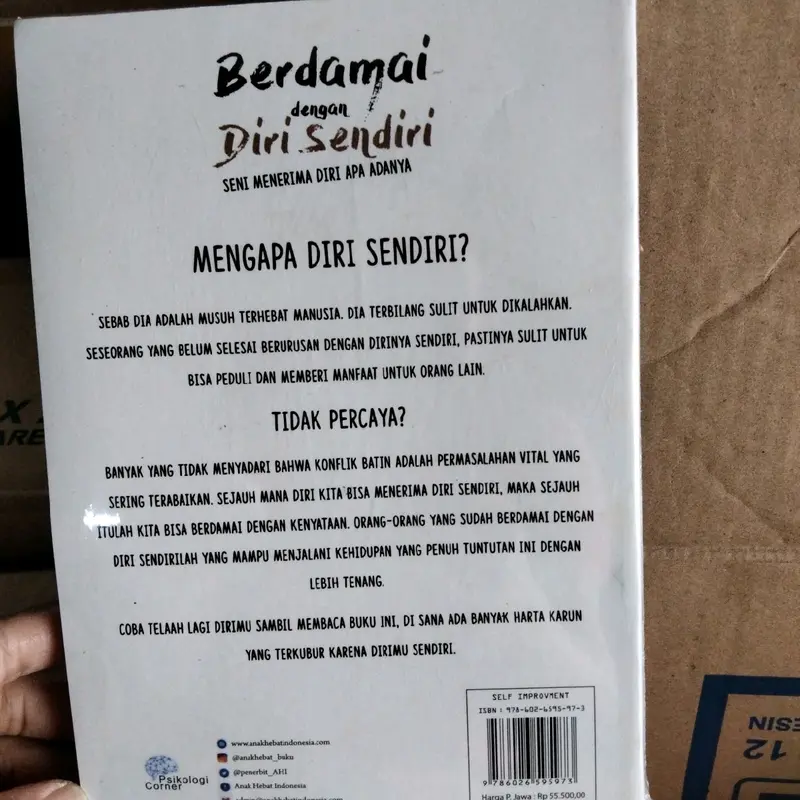 Berdamai
dengan
Diri Sendiri
SENI MENERIMA DIRI APA ADANYA
MENGAPA DIRI SENDIRI?
SEBAB DIA ADALAH MUSUH TERHEBAT MANUSIA. DIA TERBILANG SULIT UNTUK DIKALAHKAN.
SESEORANG YANG BELUM SELESAI BERURUSAN DENGAN DIRINYA SENDIRI, PASTINYA SULIT UNTUK
BISA PEDULI DAN MEMBERI MANFAAT UNTUK ORANG LAIN.
TIDAK PERCAYA?
BANYAK YANG TIDAK MENYADARI BAHWA KONFLIK BATIN ADALAH PERMASALAHAN VITAL YANG
SERING TERABAIKAN. SEJAUH MANA DIRI KITA BISA MENERIMA DIRI SENDIRI, MAKA SEJAUH
ITULAH KITA BISA BERDAMAI DENGAN KENYATAAN. ORANG-ORANG YANG SUDAH BERDAMAI DENGAN
DIRI SENDIRILAH YANG MAMPU MENJALANI KEHIDUPAN YANG PENUH TUNTUTAN INI DENGAN
LEBIH TENANG.
COBA TELAAH LAGI DIRIMU SAMBIL MEMBACA BUKU INI, DI SANA ADA BANYAK HARTA KARUN
YANG TERKUBUR KARENA DIRIMU SENDIRI.
SELF IMPROVMENT
ISBN : 978-602-6595-97-3
9 786026 595973
Harga P. Jawa : Rp 55.500,00
Psikologi
Corner
www.anakhebatindonesia.com
@anakhebat_buku
@penerbit_AHI
Anak Hebat Indonesia
12